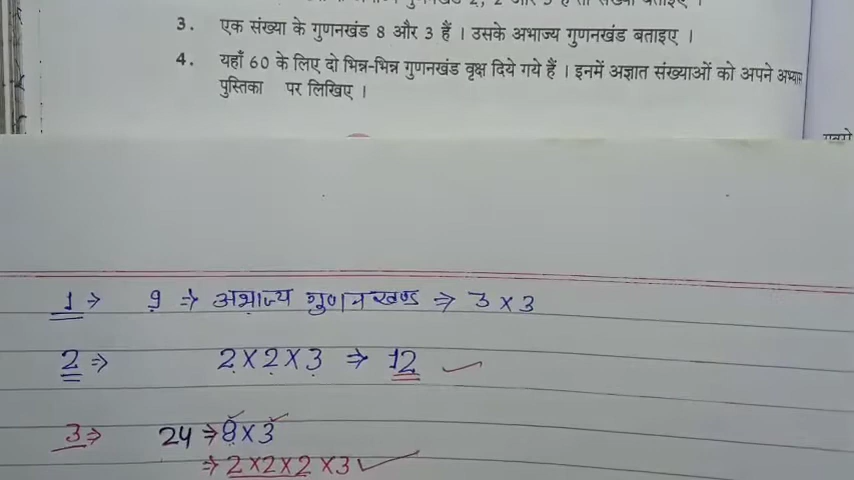 3. एक संख्या के गुणनखंड 8 और 3 हैं । उसके अभाज्य गुणनखंड बताइए ।
4. यहाँ 60 के लिए दो भिन्न-भिन्न गुणनखंड वृक्ष दिये गये हैं । इनमें अज्ञात संख्याओं को अपने अभ्यास
पुस्तिका पर लिखिए ।
1 ⇒ 9 ⇒ अभाज्य गुणनखण्ड ⇒ 3 × 3
2 ⇒ 2 × 2 × 3 ⇒ 12 ✓
3 ⇒ 24 ⇒ 8 × 3
⇒ 2 × 2 × 2 × 3 ✓